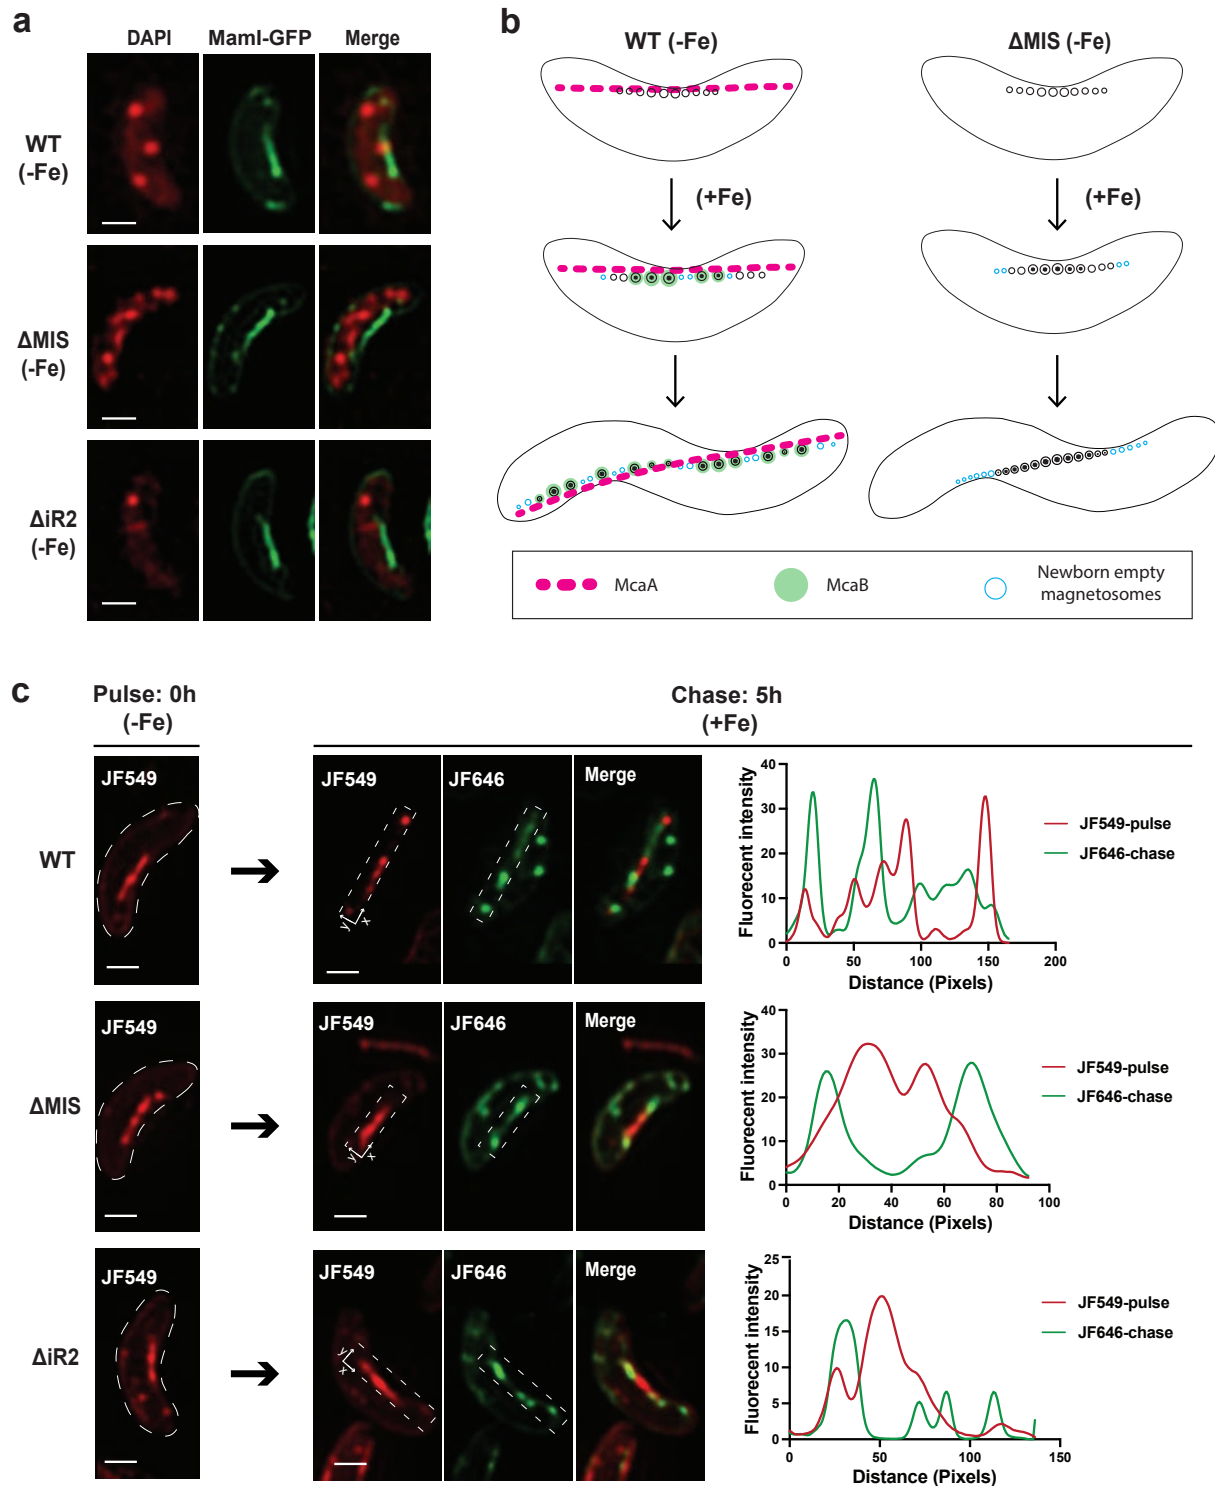 a
DAPI
MamI-GFP
Merge
WT
(-Fe)
ΔMIS
(-Fe)
ΔiR2
(-Fe)
b
WT (-Fe)
ΔMIS (-Fe)
(+Fe)
(+Fe)
McaA
McaB
Newborn empty
magnetosomes
c
Pulse: 0h
(-Fe)
Chase: 5h
(+Fe)
WT
JF549
JF549
JF646
Merge
y
x
Fluorecent intensity
40
30
20
10
0
0
50
100
150
200
Distance (Pixels)
JF549-pulse
JF646-chase
ΔMIS
JF549
JF549
JF646
Merge
y
x
Fluorecent intensity
40
30
20
10
0
0
20
40
60
80
100
Distance (Pixels)
JF549-pulse
JF646-chase
ΔiR2
JF549
JF549
JF646
Merge
y
x
Fluorecent intensity
25
20
15
10
5
0
0
50
100
150
Distance (Pixels)
JF549-pulse
JF646-chase